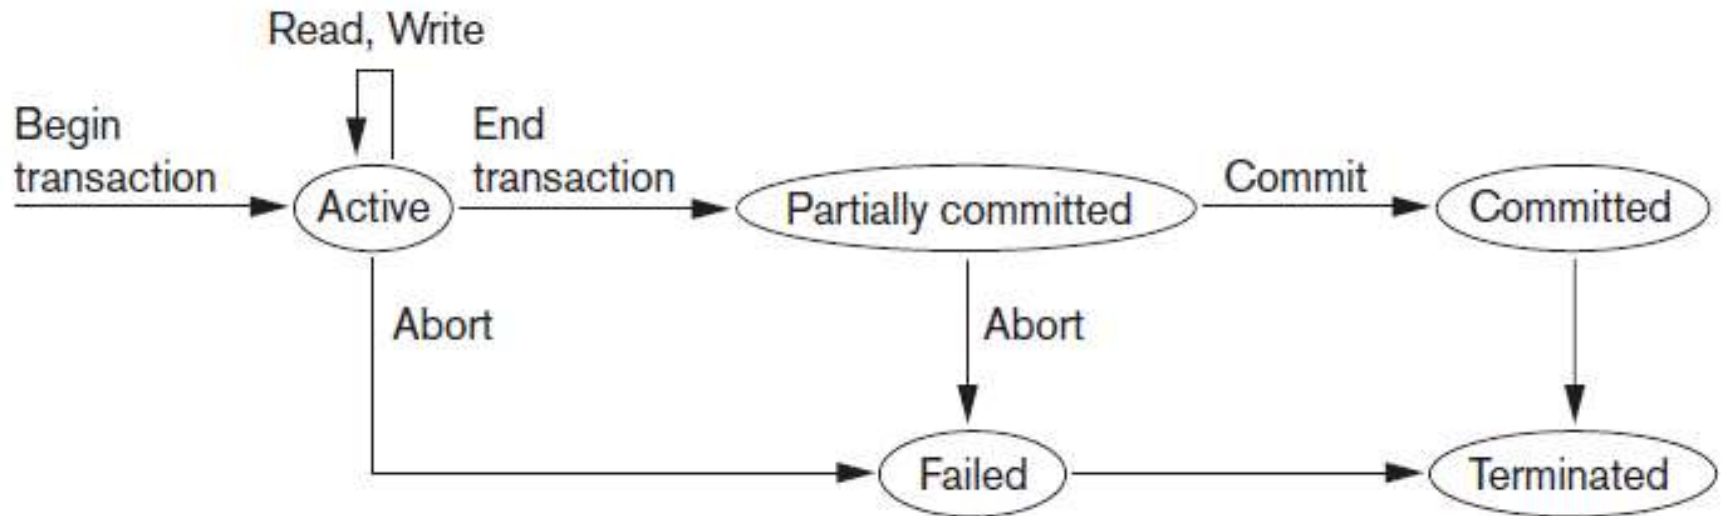 Read, Write
Begin
transaction
End
transaction
Active
Partially committed
Commit
Committed
Abort
Abort
Failed
Terminated